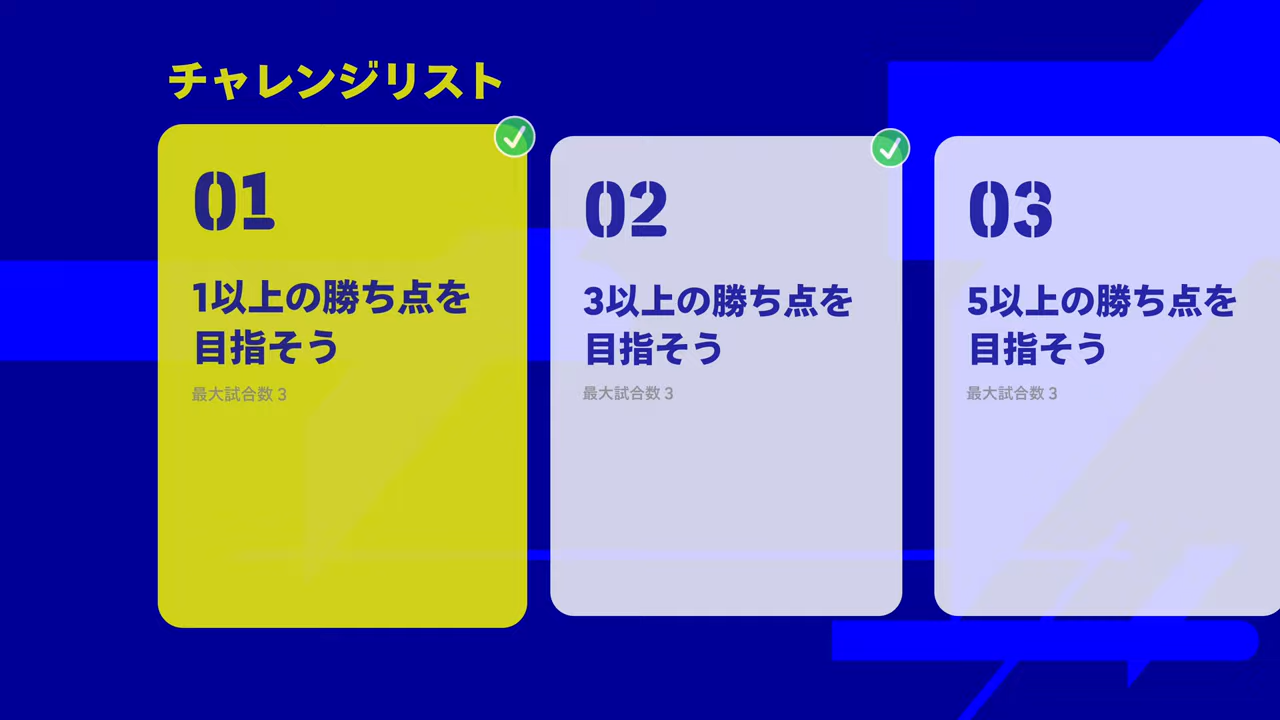 チャレンジリスト
01
1以上の勝ち点を
目指そう
最大試合数 3
02
3以上の勝ち点を
目指そう
最大試合数 3
03
5以上の勝ち点を
目指そう
最大試合数 3